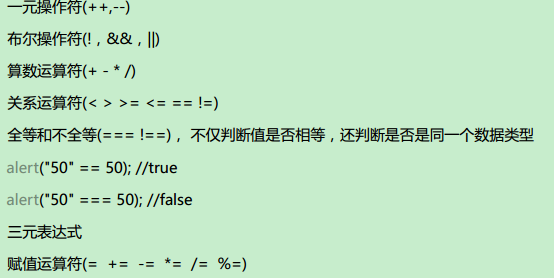 一元操作符(++,--)
布尔操作符(! , && , ||)
算数运算符(+ - * /)
关系运算符(< > >= <= == !=)
全等和不全等(=== !==) ， 不仅判断值是否相等，还判断是否是同一个数据类型
alert("50" == 50); //true
alert("50" === 50); //false
三元表达式
赋值运算符(=  +=  -=  *=  /=  %=)